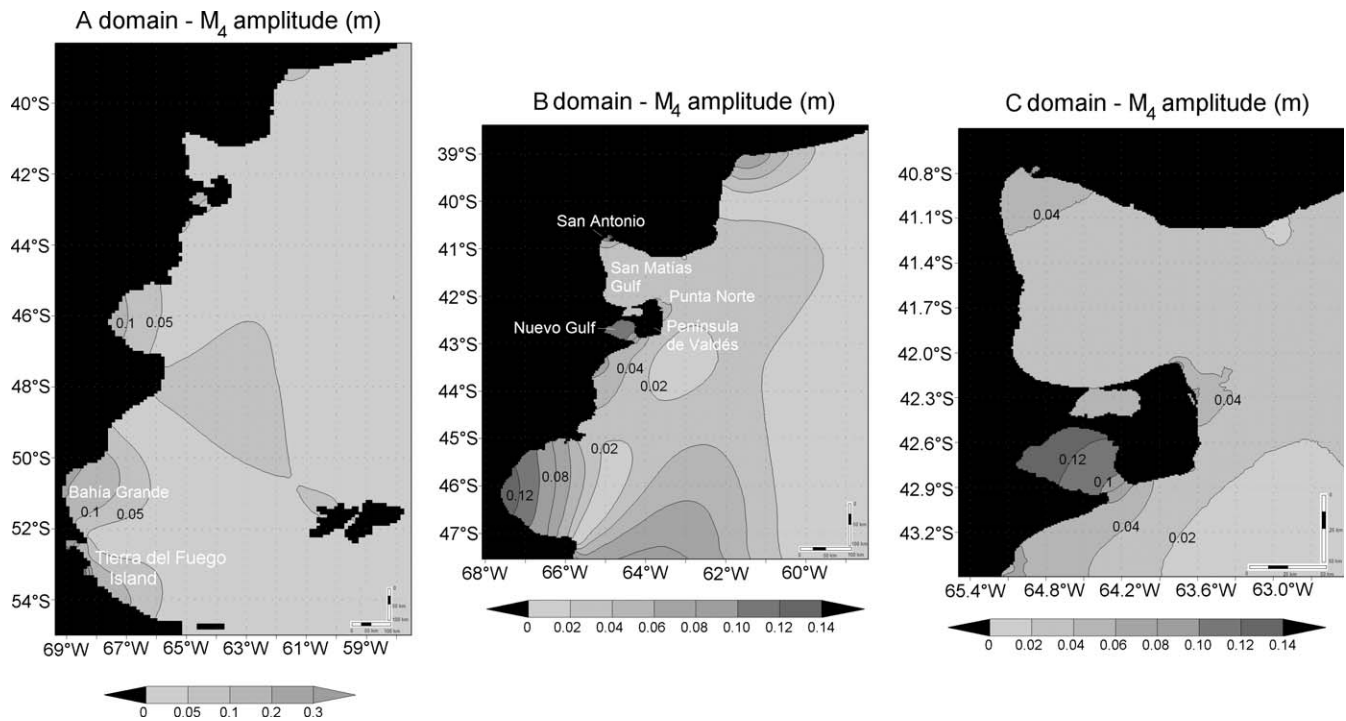 A domain - M4 amplitude (m)
40°S
42°S
44°S
46°S
48°S
50°S
52°S
54°S
0.1
0.05
Bahía Grande
0.1
0.05
Tierra del Fuego
Island
69°W 67°W 65°W 63°W 61°W 59°W
0 0.05 0.1 0.2 0.3
B domain - M4 amplitude (m)
39°S
40°S
41°S
42°S
43°S
44°S
45°S
46°S
47°S
San Antonio
San Matías
Gulf
Punta Norte
Nuevo Gulf
Península
de Valdés
0.04
0.02
0.02
0.08
0.12
68°W 66°W 64°W 62°W 60°W
0 0.02 0.04 0.06 0.08 0.10 0.12 0.14
C domain - M4 amplitude (m)
40.8°S
41.1°S
41.4°S
41.7°S
42.0°S
42.3°S
42.6°S
42.9°S
43.2°S
0.04
0.04
0.12
0.1
0.04
0.02
65.4°W 64.8°W 64.2°W 63.6°W 63.0°W
0 0.02 0.04 0.06 0.08 0.10 0.12 0.14